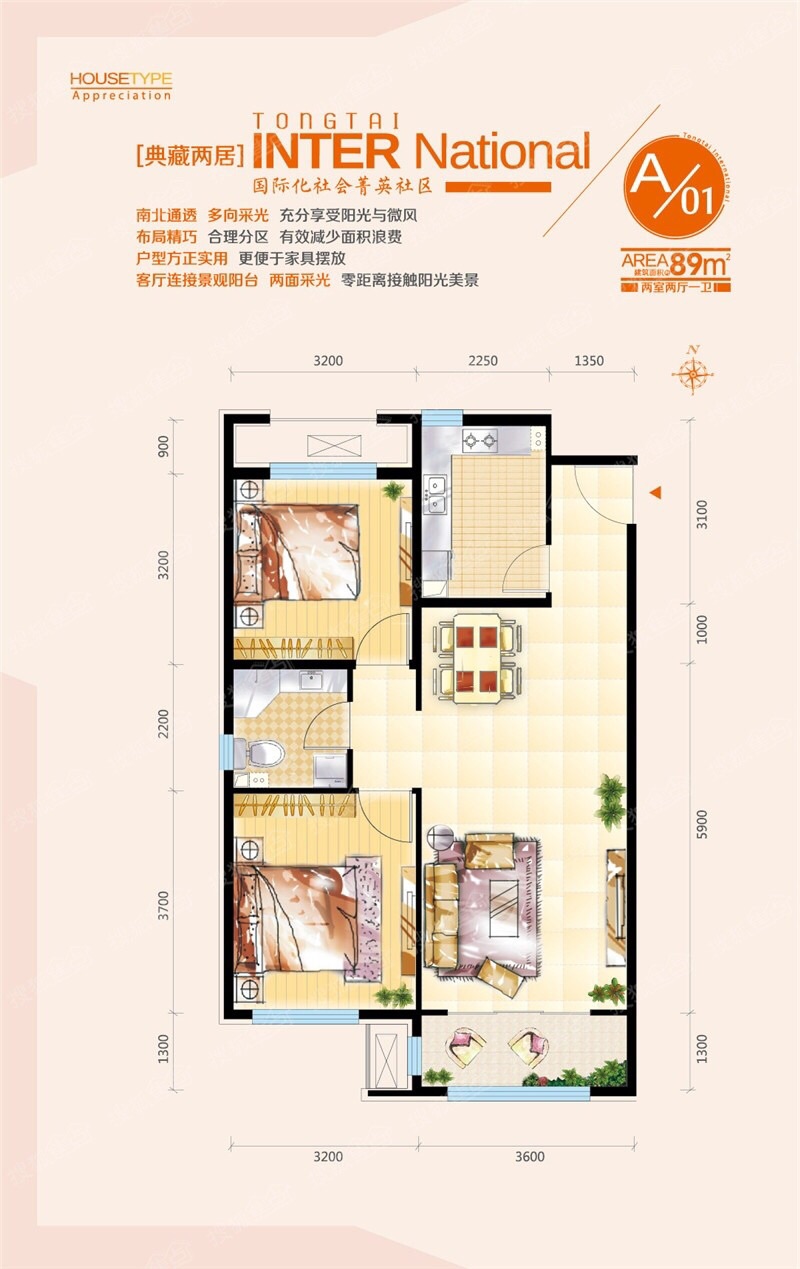 HOUSETYPE
Appreciation
TONGTAI
[典藏两居] INTER National
国际化社会菁英社区
Tongtai International
A/01
南北通透 多向采光 充分享受阳光与微风
布局精巧 合理分区 有效减少面积浪费
户型方正实用 更便于家具摆放
客厅连接景观阳台 两面采光 零距离接触阳光美景
AREA 建筑面积约 89m²
两室两厅一卫
N
3200 2250 1350
900
3200
2200
3700
1300
3100
1000
5900
1300
3200 3600